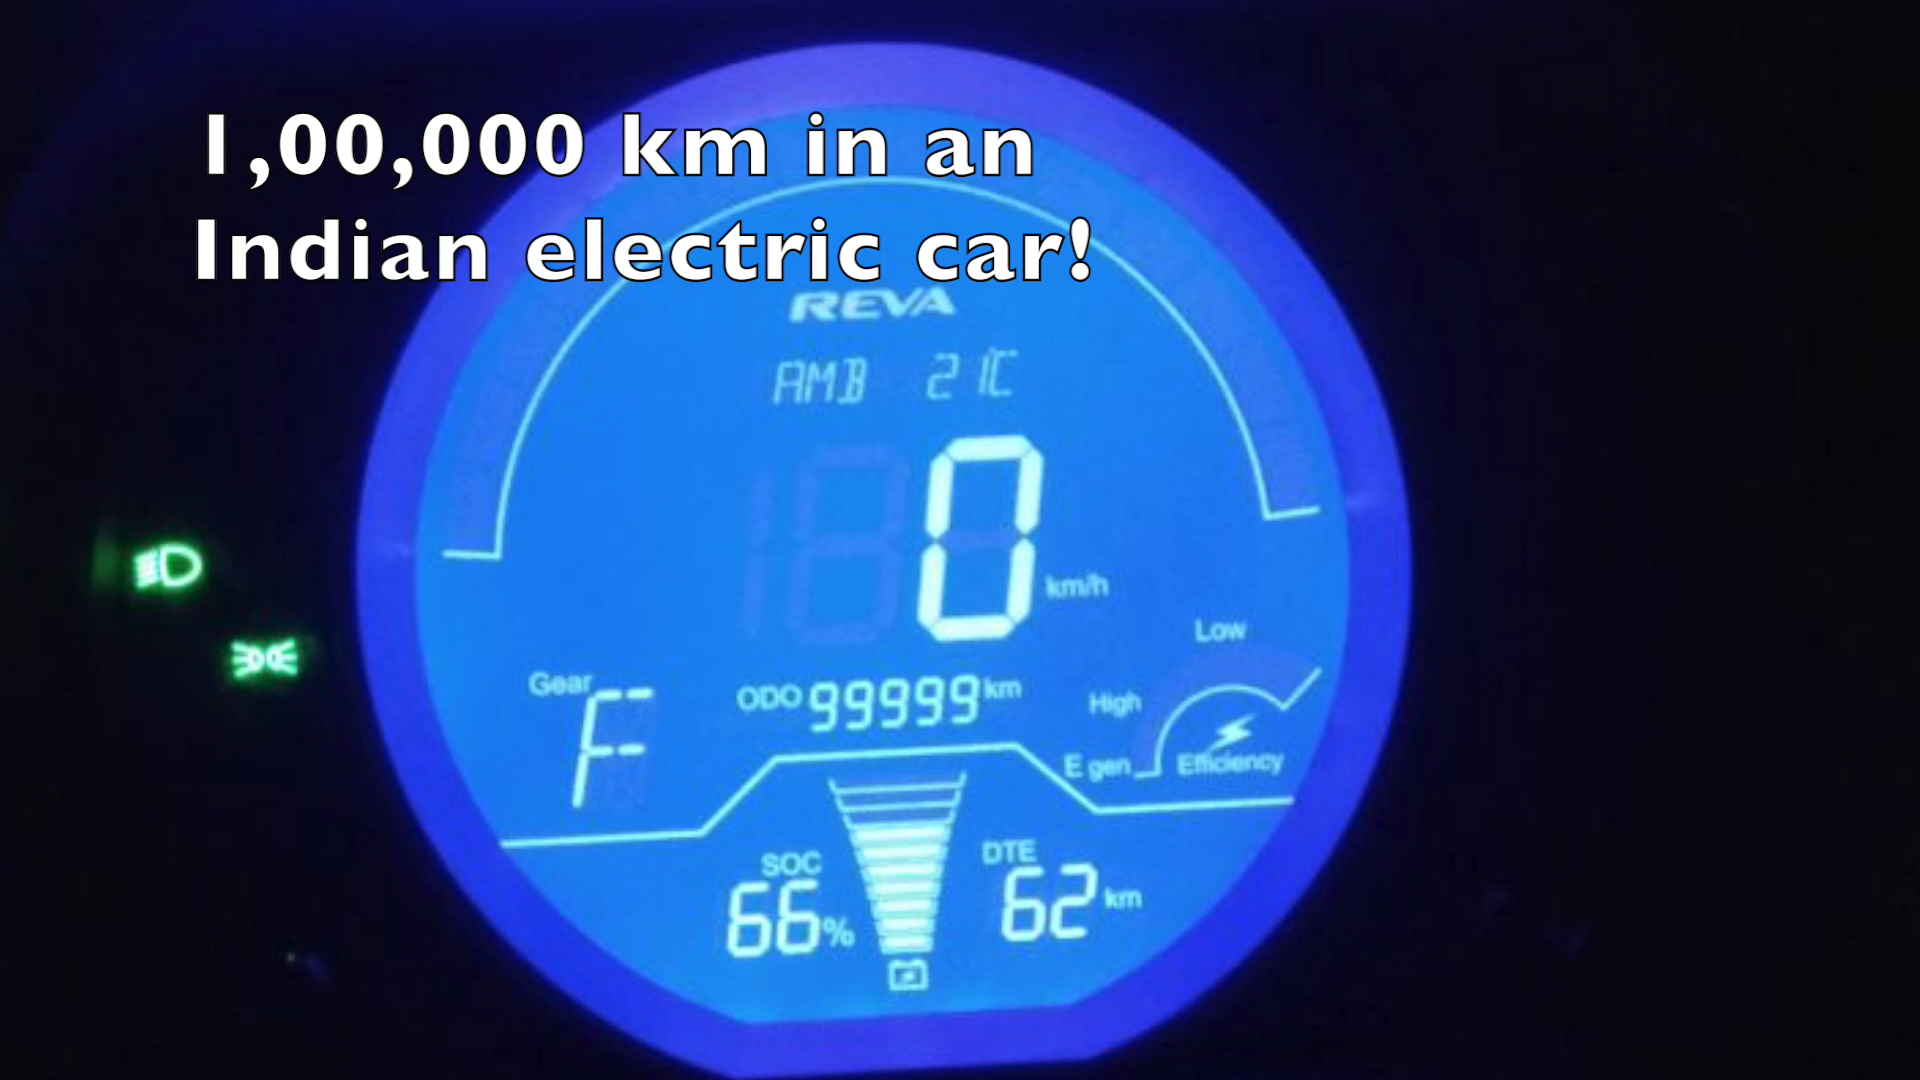 1,00,000 km in an
Indian electric car!
REVA
AMB 21C
0 km/h
Low
Gear F
ODO 99999 km
High
E gen Efficiency
SOC 66%
DTE 62 km